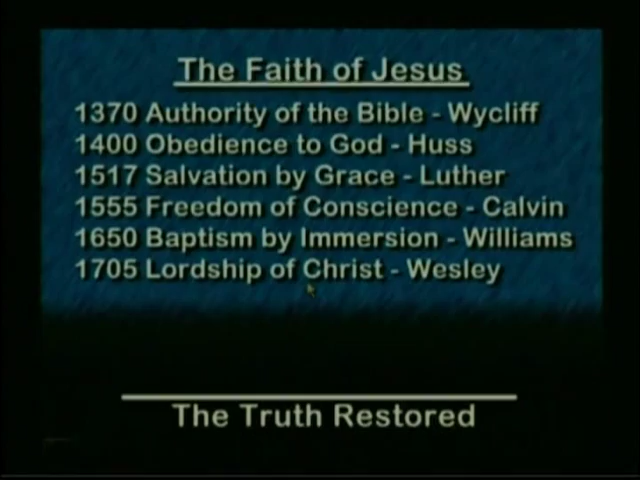 The Faith of Jesus
1370 Authority of the Bible - Wycliff
1400 Obedience to God - Huss
1517 Salvation by Grace - Luther
1555 Freedom of Conscience - Calvin
1650 Baptism by Immersion - Williams
1705 Lordship of Christ - Wesley
The Truth Restored